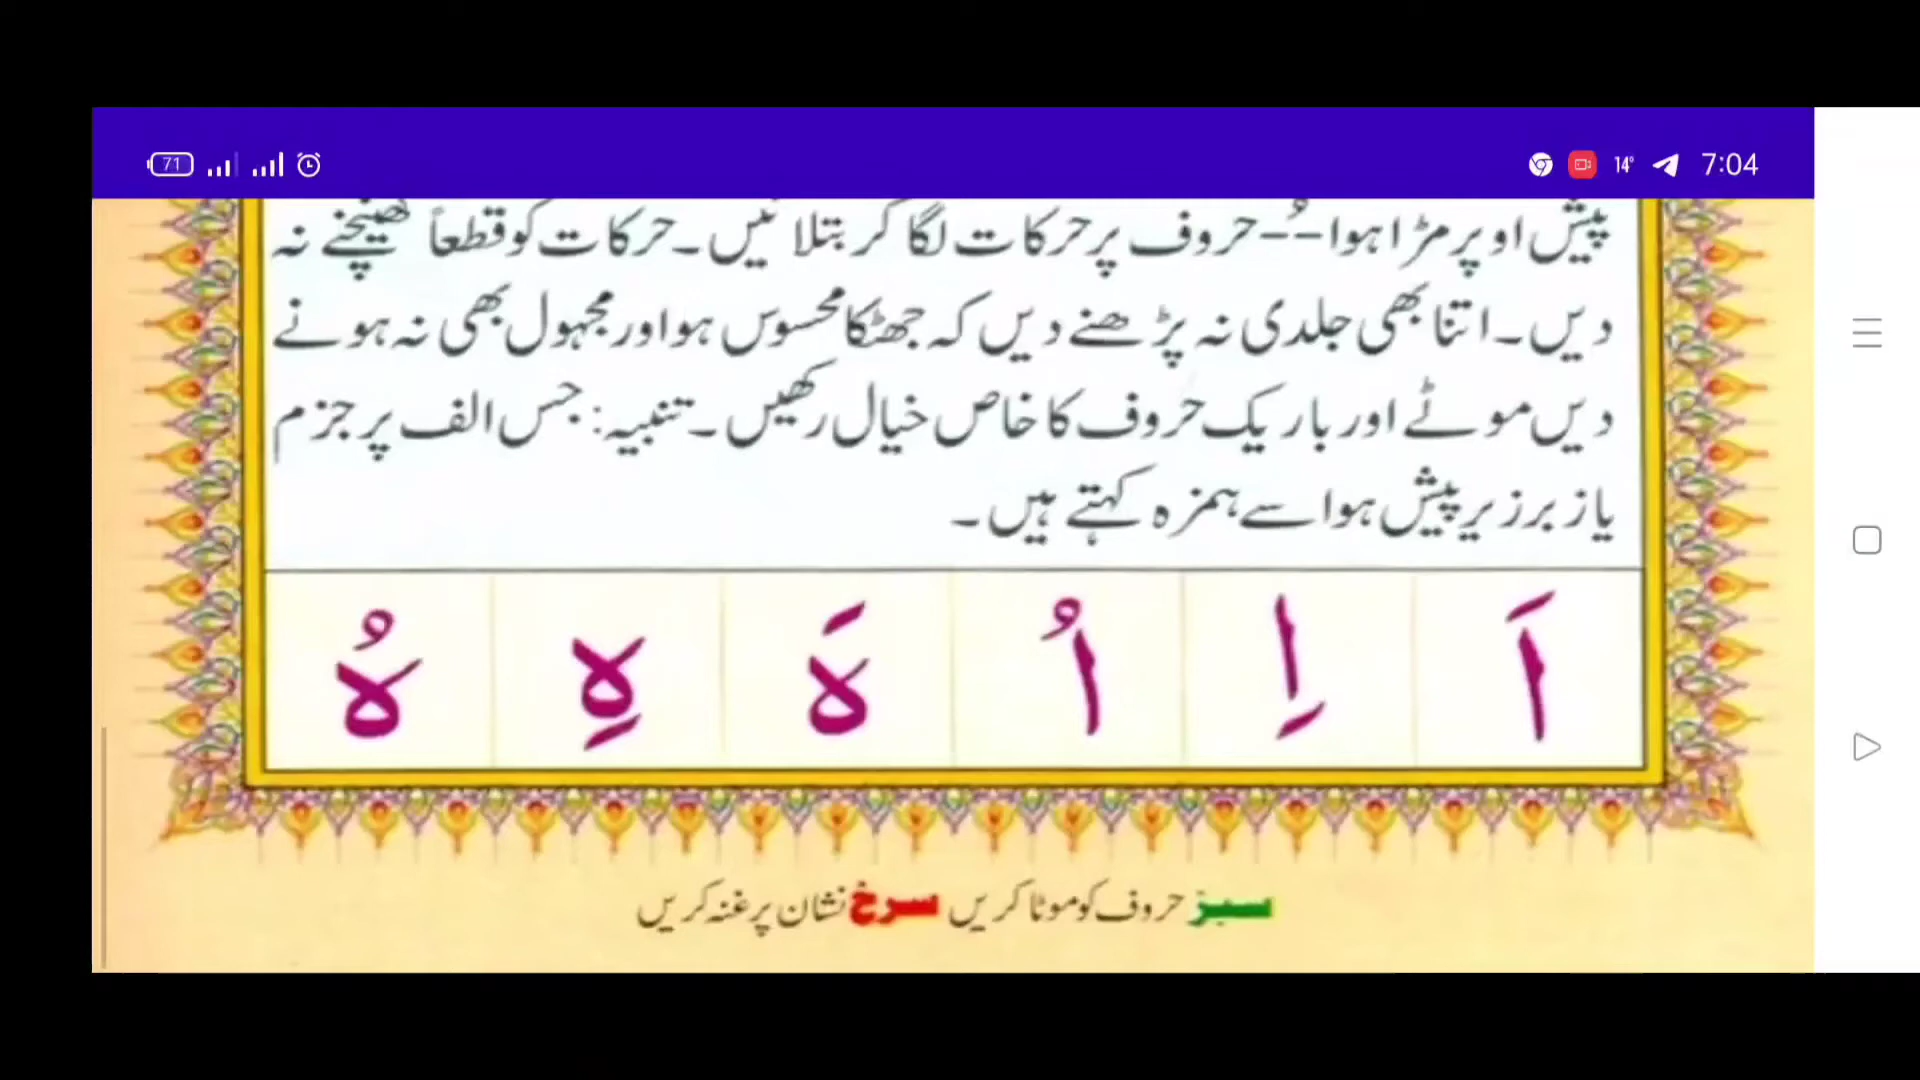 71 14° 7:04
پیش اوپر مڑا ہوا -ُ-- حروف پر حرکات لگا کر بتلائیں۔ حرکات کو قطعاً کھینچنے نہ
دیں۔ اتنا بھی جلدی نہ پڑھنے دیں کہ جھٹکا محسوس ہو اور مجہول بھی نہ ہونے
دیں موٹے اور باریک حروف کا خاص خیال رکھیں۔ تنبیہ: جس الف پر جزم
یا زبر زیر پیش ہو اسے ہمزہ کہتے ہیں۔
اَ اِ اُ هَ هِ هُ
سبز حروف کو موٹا کریں سرخ نشان پر غنہ کریں